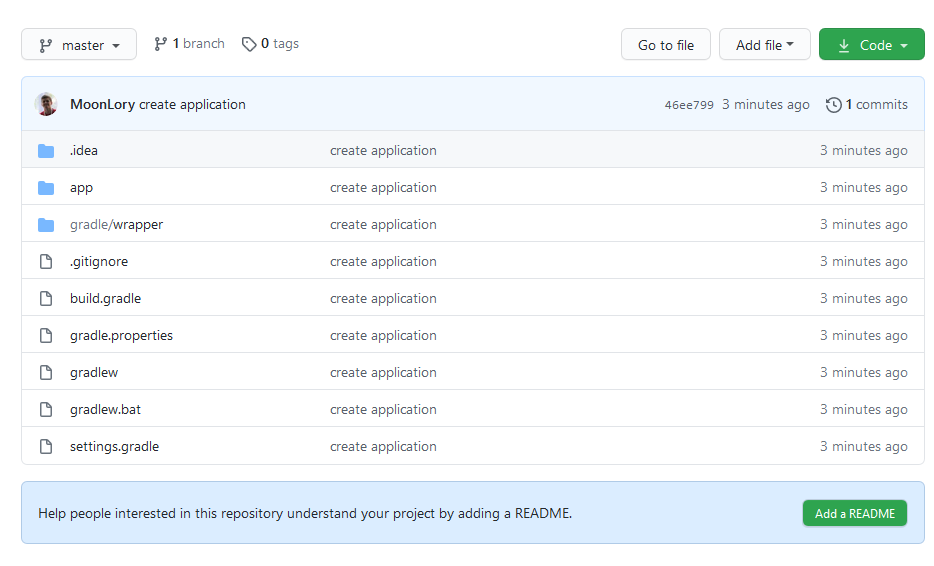 master 1 branch 0 tags Go to file Add file Code
MoonLory create application 46ee799 3 minutes ago 1 commits
.idea create application 3 minutes ago
app create application 3 minutes ago
gradle/wrapper create application 3 minutes ago
.gitignore create application 3 minutes ago
build.gradle create application 3 minutes ago
gradle.properties create application 3 minutes ago
gradlew create application 3 minutes ago
gradlew.bat create application 3 minutes ago
settings.gradle create application 3 minutes ago
Help people interested in this repository understand your project by adding a README. Add a README